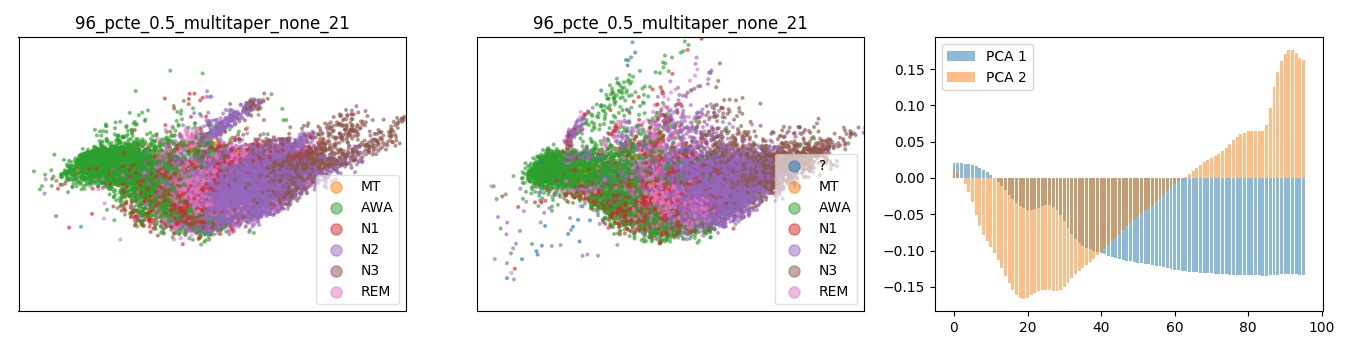 96_pcte_0.5_multitaper_none_21
MT
AWA
N1
N2
N3
REM
96_pcte_0.5_multitaper_none_21
?
MT
AWA
N1
N2
N3
REM
PCA 1
PCA 2
0.15
0.10
0.05
0.00
−0.05
−0.10
−0.15
0 20 40 60 80 100